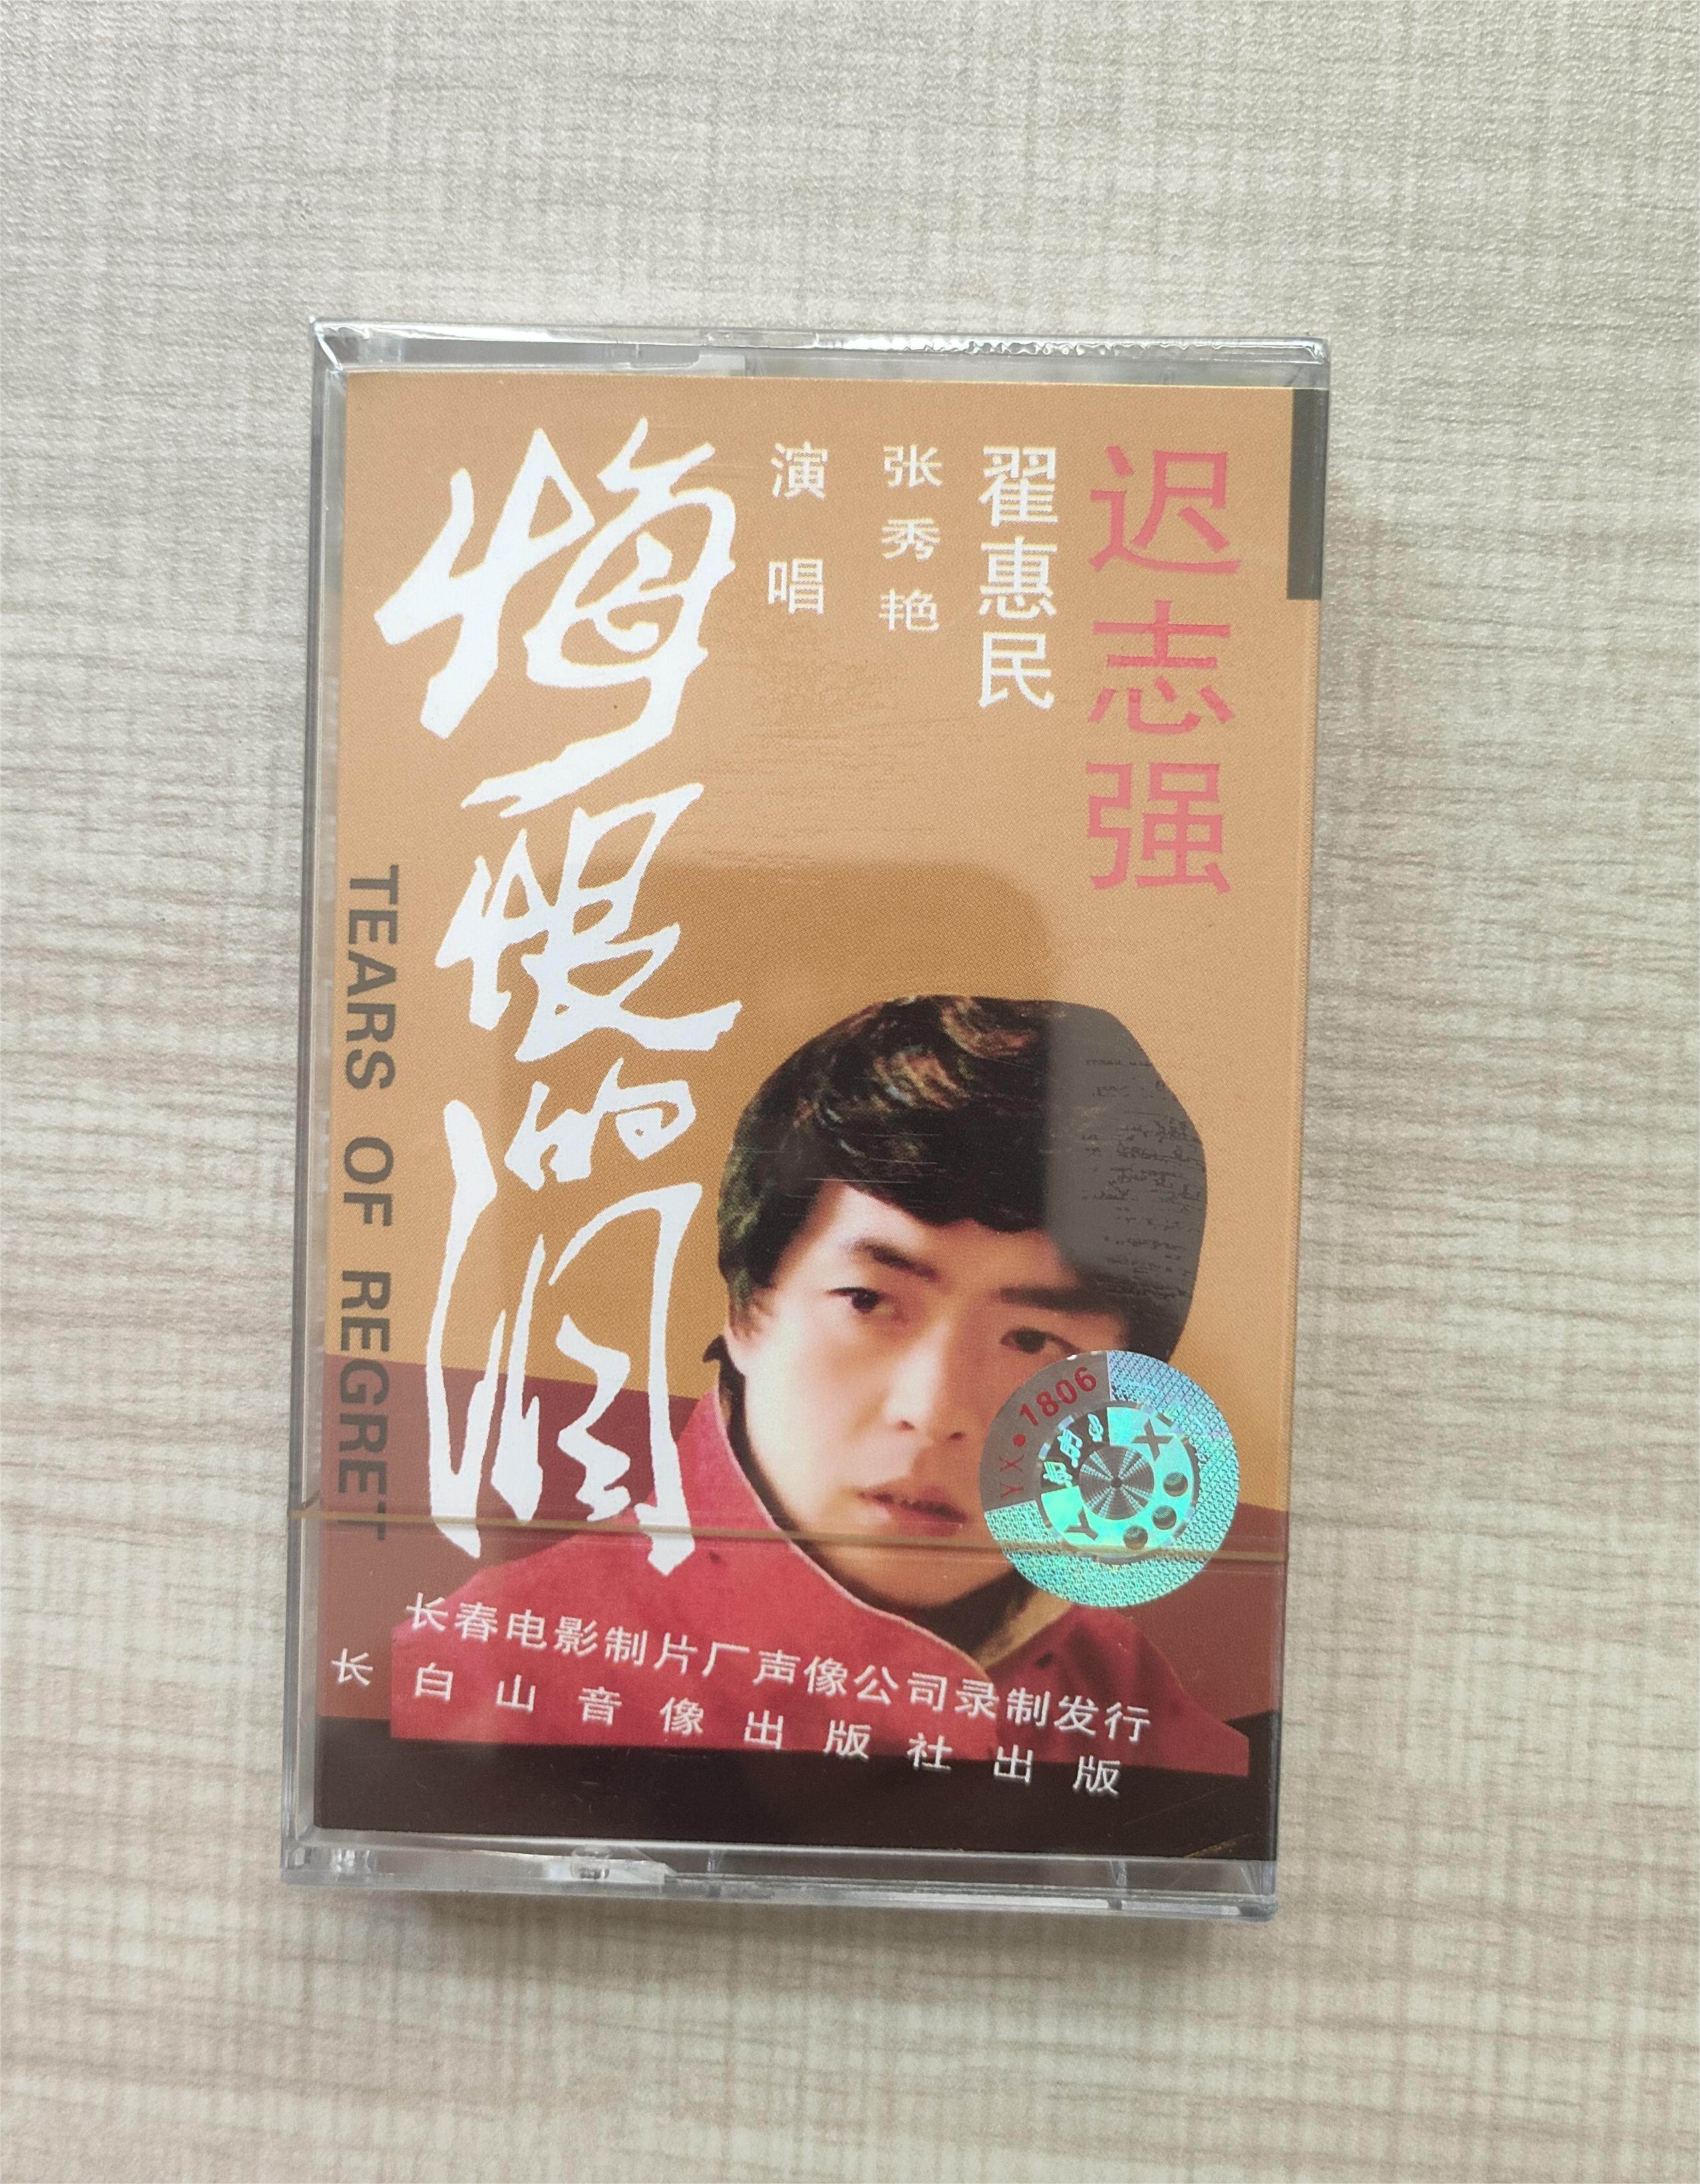 迟志强
翟惠民
张秀艳
演唱
悔恨的泪
TEARS OF REGRET
YX•1806
长春电影制片厂声像公司录制发行
长白山音像出版社出版